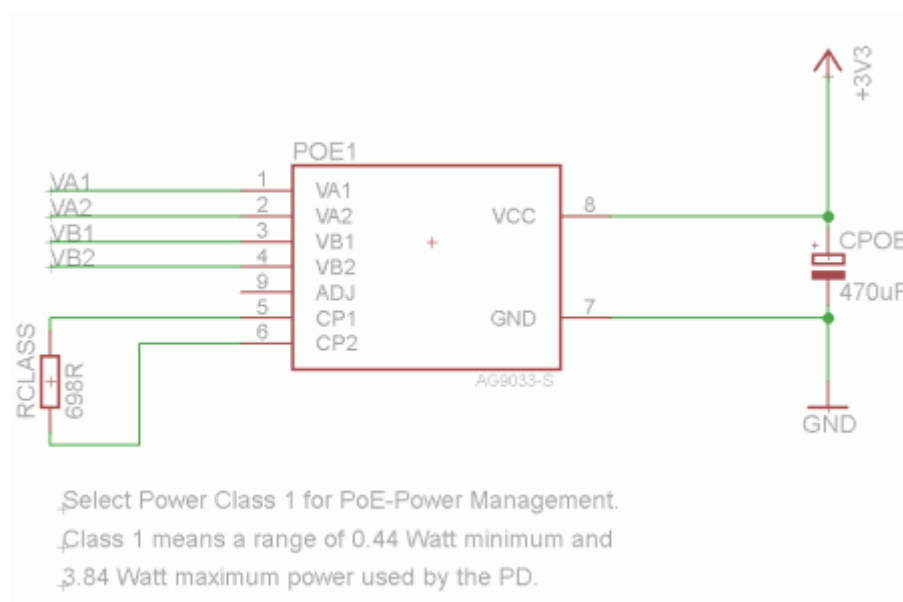 +3V3
POE1
VA1 1 VA1
VA2 2 VA2 VCC 8
VB1 3 VB1
VB2 4 VB2
9 ADJ
5 CP1 GND 7
6 CP2
CPOE
470uF
RCLASS
698R
AG9033-S
GND
Select Power Class 1 for PoE-Power Management.
Class 1 means a range of 0.44 Watt minimum and
3.84 Watt maximum power used by the PD.